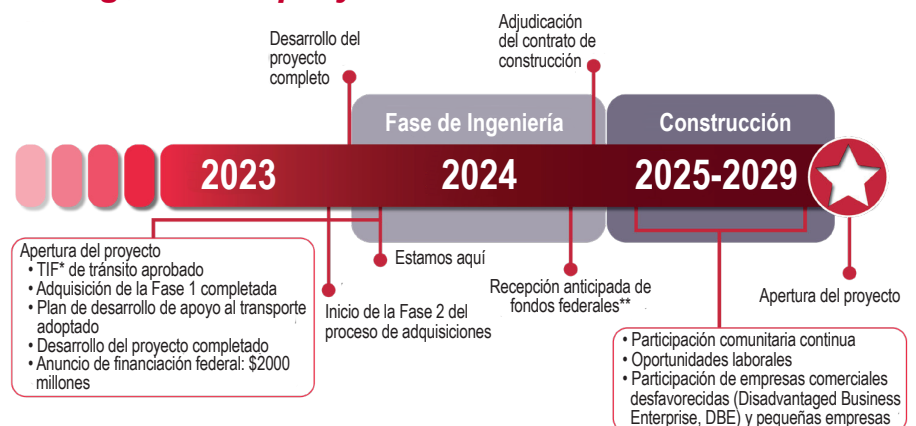 Desarrollo del
proyecto
completo
Adjudicación
del contrato de
construcción
Fase de Ingeniería
Construcción
2023
2024
2025-2029
Apertura del proyecto
• TIF* de tránsito aprobado
• Adquisición de la Fase 1 completada
• Plan de desarrollo de apoyo al transporte
adoptado
• Desarrollo del proyecto completado
• Anuncio de financiación federal: $2000
millones
Inicio de la Fase 2 del
proceso de adquisiciones
Estamos aquí
Recepción anticipada de
fondos federales**
Apertura del proyecto
• Participación comunitaria continua
• Oportunidades laborales
• Participación de empresas comerciales
desfavorecidas (Disadvantaged Business
Enterprise, DBE) y pequeñas empresas